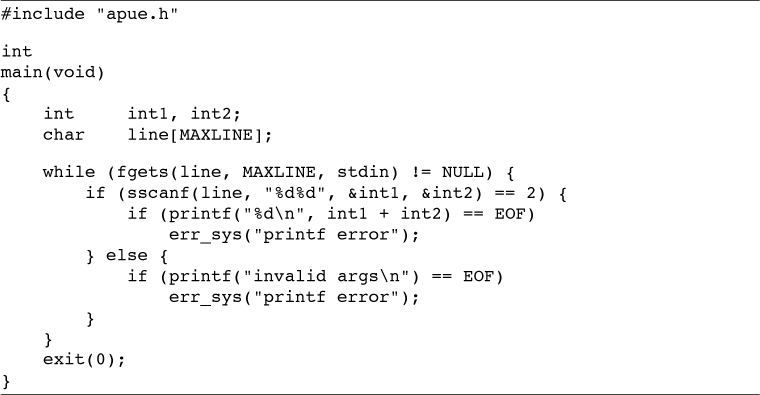 #include "apue.h"

int
main(void)
{
    int     int1, int2;
    char    line[MAXLINE];

    while (fgets(line, MAXLINE, stdin) != NULL) {
        if (sscanf(line, "%d%d", &int1, &int2) == 2) {
            if (printf("%d\n", int1 + int2) == EOF)
                err_sys("printf error");
        } else {
            if (printf("invalid args\n") == EOF)
                err_sys("printf error");
        }
    }
    exit(0);
}